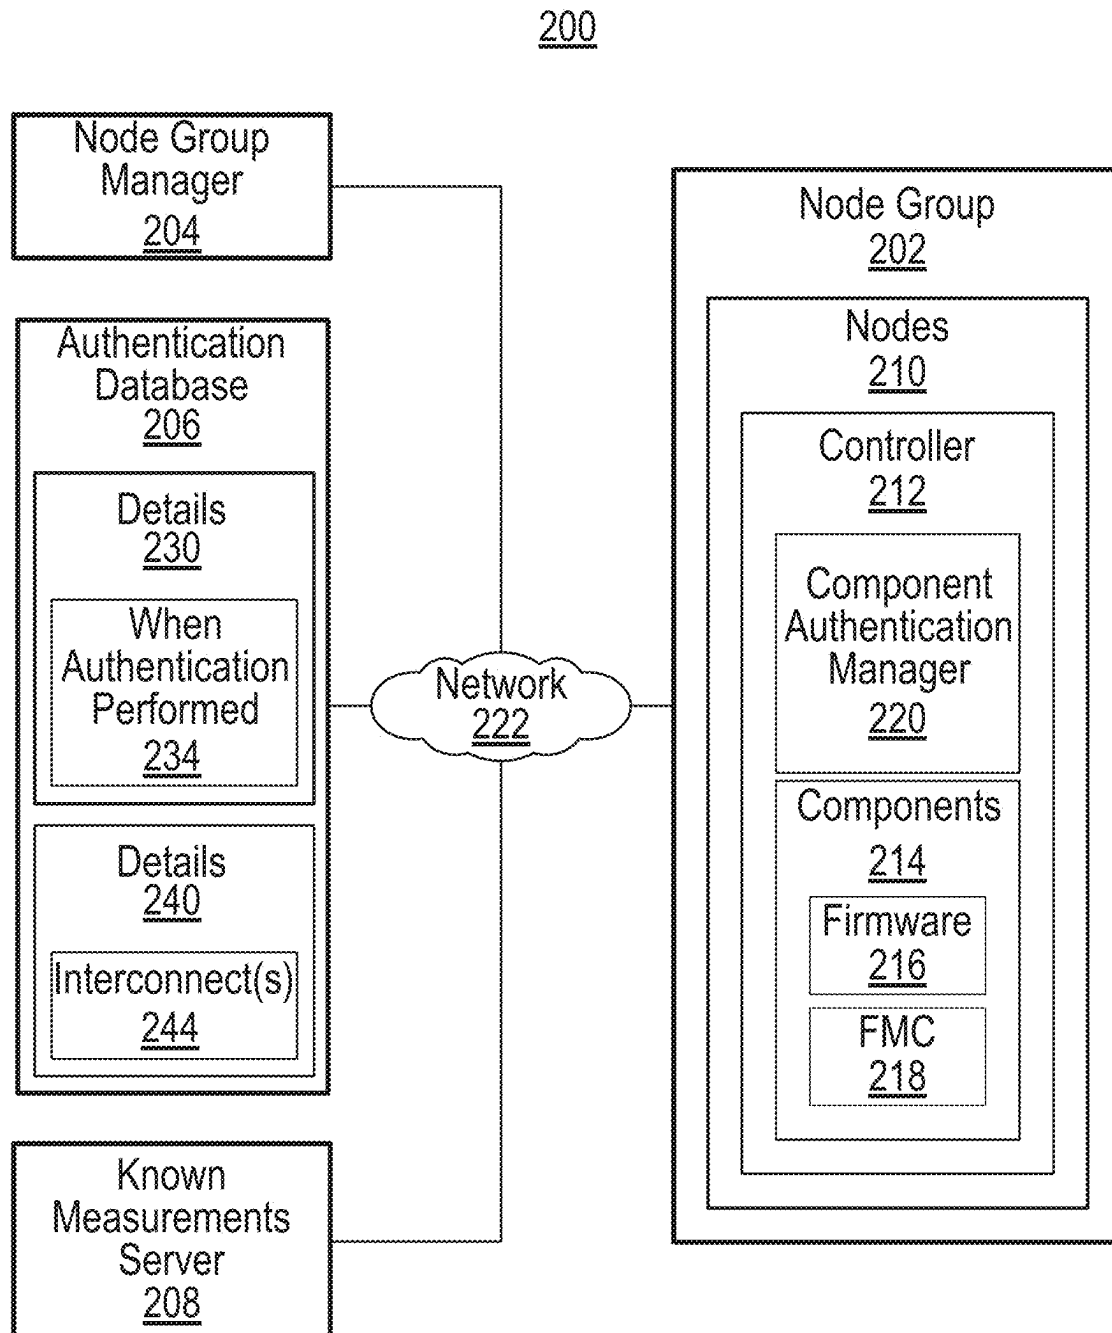 200
Node Group
Manager
204
Authentication
Database
206
Details
230
When
Authentication
Performed
234
Details
240
Interconnect(s)
244
Known
Measurements
Server
208
Network
222
Node Group
202
Nodes
210
Controller
212
Component
Authentication
Manager
220
Components
214
Firmware
216
FMC
218